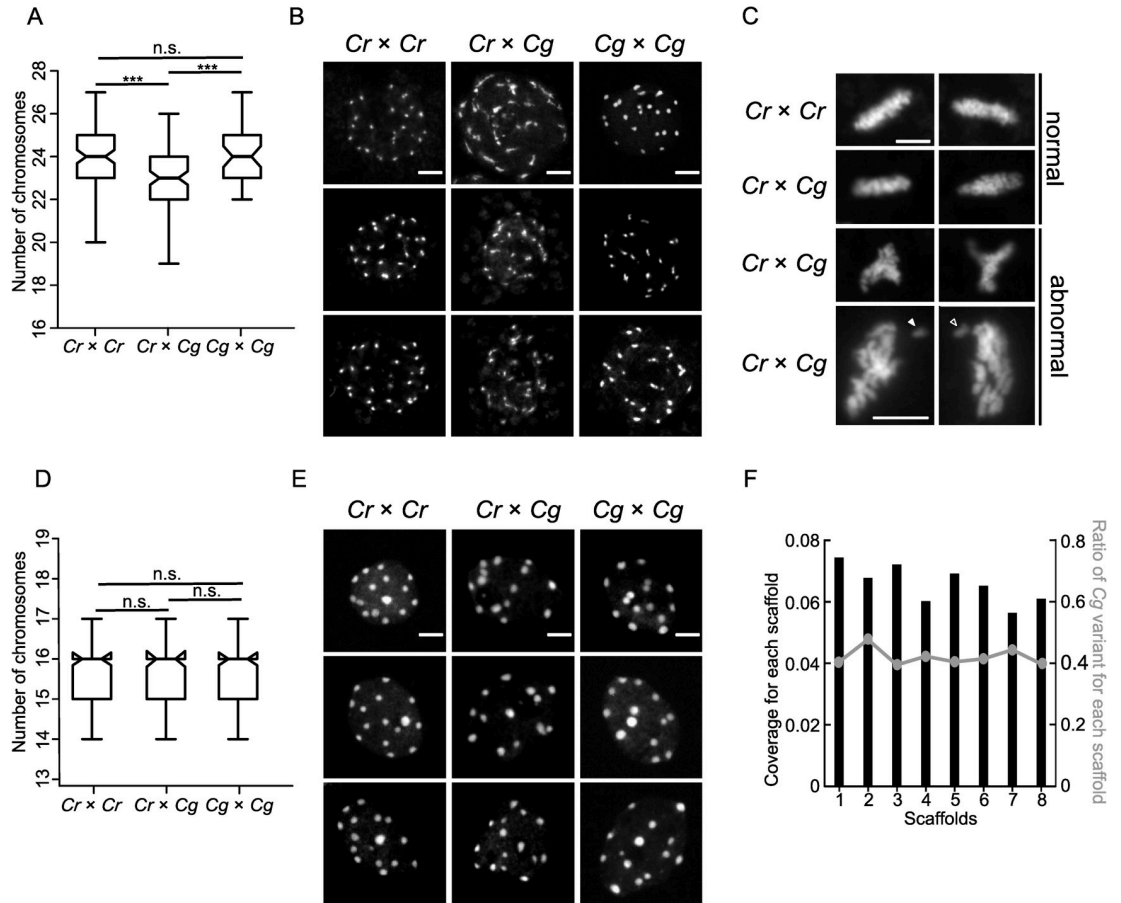 A
n.s.
***
***
Number of chromosomes
28
26
24
22
20
18
16
Cr × Cr
Cr × Cg
Cg × Cg
B
Cr × Cr
Cr × Cg
Cg × Cg
C
Cr × Cr
Cr × Cg
Cr × Cg
Cr × Cg
normal
abnormal
D
Number of chromosomes
19
18
17
16
15
14
13
n.s.
n.s.
n.s.
Cr × Cr
Cr × Cg
Cg × Cg
E
Cr × Cr
Cr × Cg
Cg × Cg
F
Coverage for each scaffold
0.08
0.06
0.04
0.02
0
Ratio of Cg variant for each scaffold
0.8
0.6
0.4
0.2
0
1 2 3 4 5 6 7 8
Scaffolds